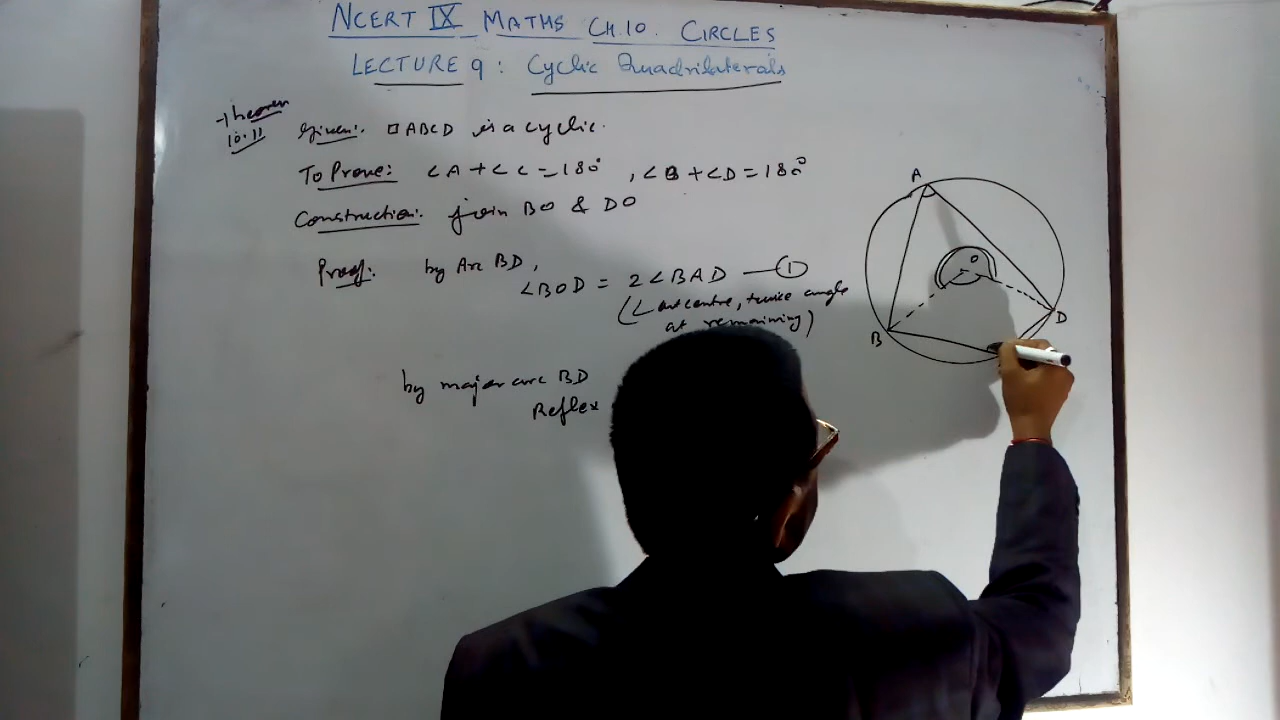 NCERT IX MATHS CH.10. CIRCLES
LECTURE 9: Cyclic Quadrilaterals
Theorem
10.11
Given:. □ABCD is a cyclic.
To Prove: ∠A + ∠C = 180° , ∠B + ∠D = 180°
Construction:. join BO & DO
Proof: by Arc BD,
∠BOD = 2∠BAD — ①
(∠ at centre, twice angle
at remaining)
by major arc BD
Reflex
A
O
B
D